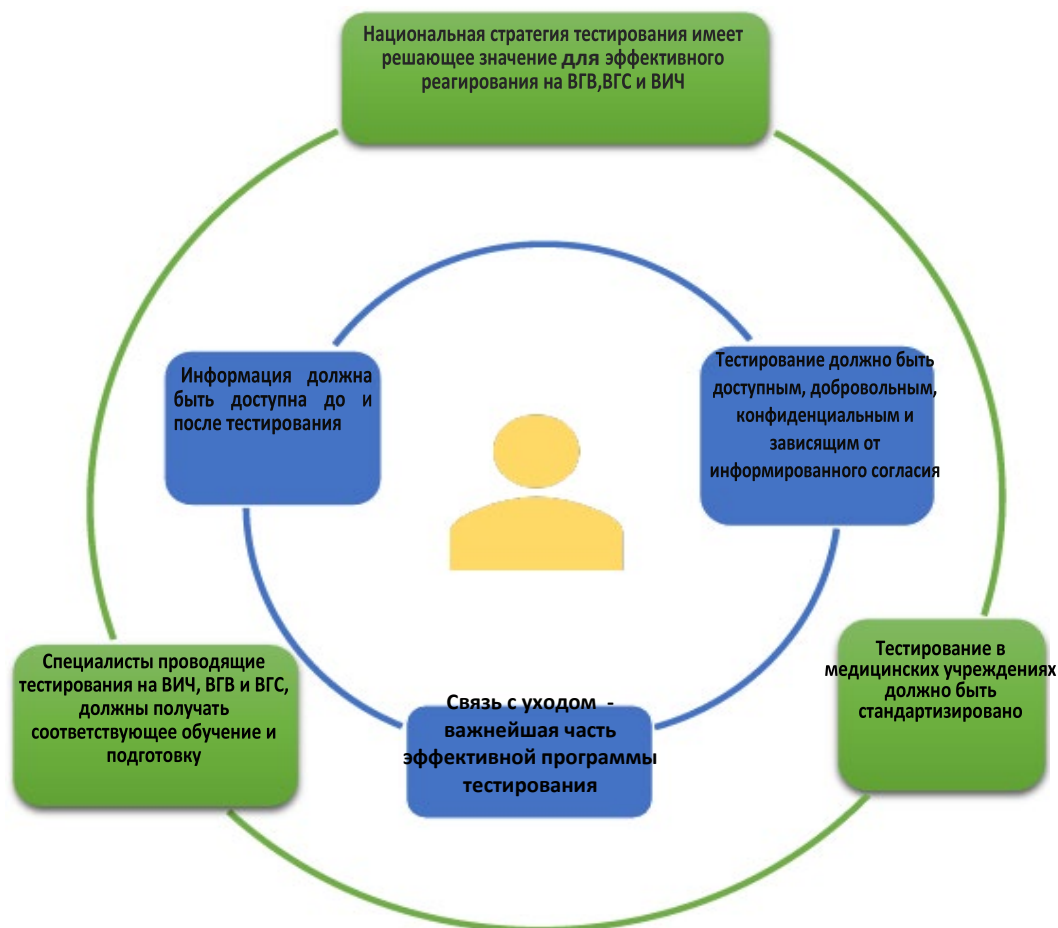 Национальная стратегия тестирования имеет
решающее значение для эффективного
реагирования на ВГВ,ВГС и ВИЧ
Информация должна
быть доступна до и
после тестирования
Тестирование должно быть
доступным, добровольным,
конфиденциальным и
зависящим от
информированного согласия
Специалисты проводящие
тестирования на ВИЧ, ВГВ и ВГС,
должны получать
соответствующее обучение и
подготовку
Связь с уходом -
важнейшая часть
эффективной программы
тестирования
Тестирование в
медицинских учреждениях
должно быть
стандартизировано